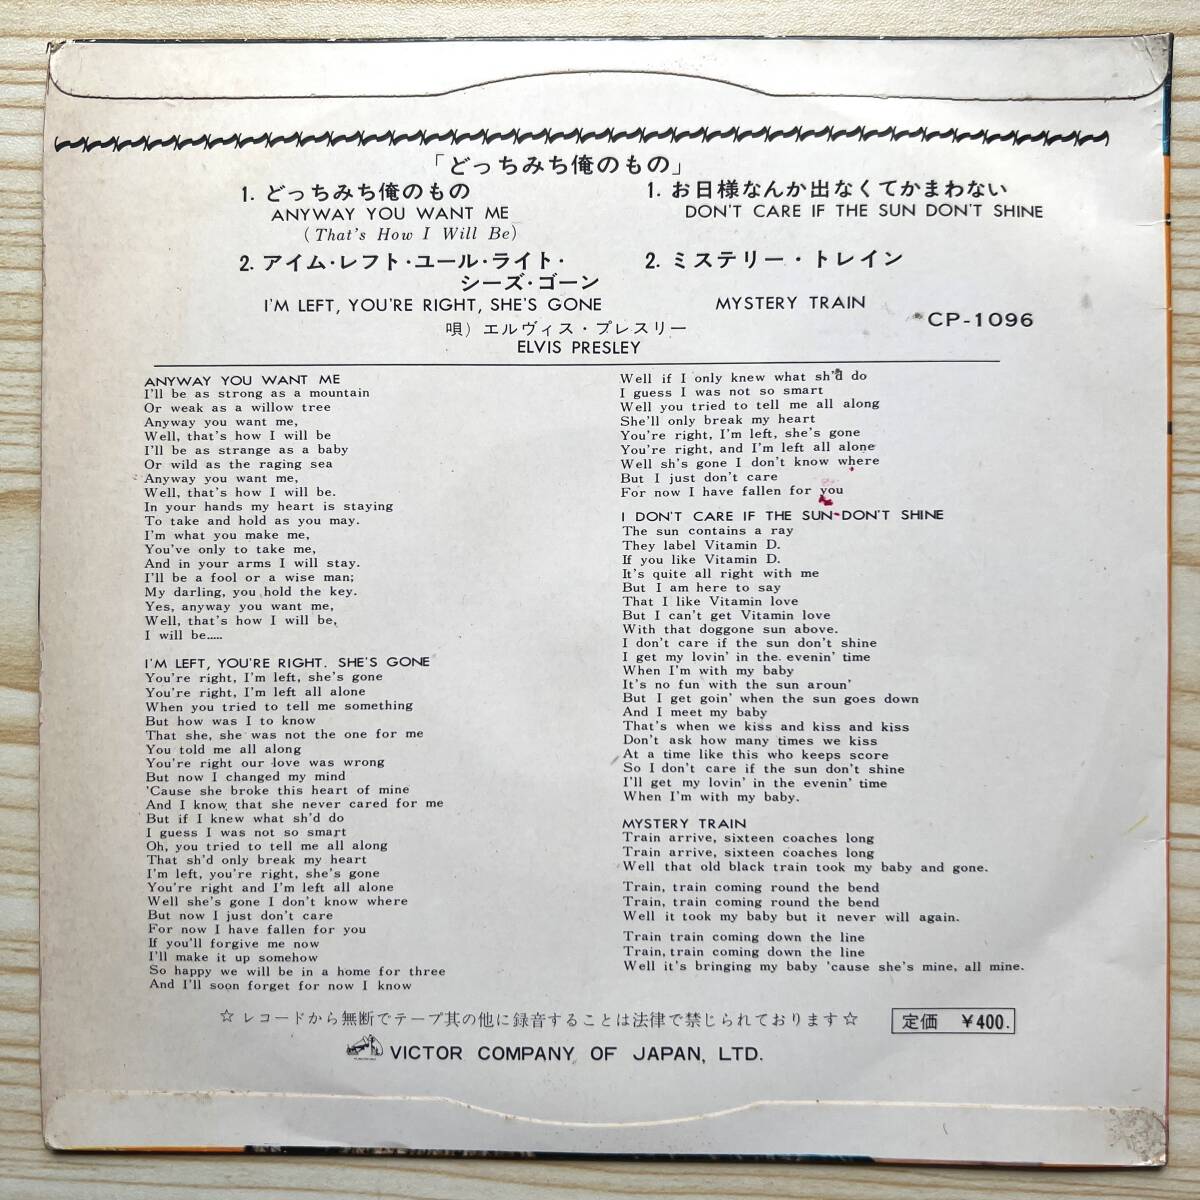 「どっちみち俺のもの」
1. どっちみち俺のもの
ANYWAY YOU WANT ME
(That's How I Will Be)
2. アイム・レフト・ユール・ライト・
シーズ・ゴーン
I'M LEFT, YOU'RE RIGHT, SHE'S GONE
1. お日様なんか出なくてかまわない
DON'T CARE IF THE SUN DON'T SHINE
2. ミステリー・トレイン
MYSTERY TRAIN
CP-1096
唄) エルヴィス・プレスリー
ELVIS PRESLEY
ANYWAY YOU WANT ME
I'll be as strong as a mountain
Or weak as a willow tree
Anyway you want me,
Well, that's how I will be
I'll be as strange as a baby
Or wild as the raging sea
Anyway you want me,
Well, that's how I will be.
In your hands my heart is staying
To take and hold as you may.
I'm what you make me,
You've only to take me,
And in your arms I will stay.
I'll be a fool or a wise man;
My darling, you hold the key.
Yes, anyway you want me,
Well, that's how I will be,
I will be.....
I'M LEFT, YOU'RE RIGHT. SHE'S GONE
You're right, I'm left, she's gone
You're right, I'm left all alone
When you tried to tell me something
But how was I to know
That she, she was not the one for me
You told me all along
You're right our love was wrong
But now I changed my mind
'Cause she broke this heart of mine
And I know that she never cared for me
But if I knew what sh'd do
I guess I was not so smart
Oh, you tried to tell me all along
That sh'd only break my heart
I'm left, you're right, she's gone
You're right and I'm left all alone
Well she's gone I don't know where
But now I just don't care
For now I have fallen for you
If you'll forgive me now
I'll make it up somehow
So happy we will be in a home for three
And I'll soon forget for now I know
Well if I only knew what sh'd do
I guess I was not so smart
Well you tried to tell me all along
She'll only break my heart
You're right, I'm left, she's gone
You're right, and I'm left all alone
Well sh's gone I don't know where
But I just don't care
For now I have fallen for you
I DON'T CARE IF THE SUN DON'T SHINE
The sun contains a ray
They label Vitamin D.
If you like Vitamin D.
It's quite all right with me
But I am here to say
That I like Vitamin love
But I can't get Vitamin love
With that doggone sun above.
I don't care if the sun don't shine
I get my lovin' in the evenin' time
When I'm with my baby
It's no fun with the sun aroun'
But I get goin' when the sun goes down
And I meet my baby
That's when we kiss and kiss and kiss
Don't ask how many times we kiss
At a time like this who keeps score
So I don't care if the sun don't shine
I'll get my lovin' in the evenin' time
When I'm with my baby.
MYSTERY TRAIN
Train arrive, sixteen coaches long
Train arrive, sixteen coaches long
Well that old black train took my baby and gone.
Train, train coming round the bend
Train, train coming round the bend
Well it took my baby but it never will again.
Train train coming down the line
Train, train coming down the line
Well it's bringing my baby 'cause she's mine, all mine.
☆ レコードから無断でテープ其の他に録音することは法律で禁じられております ☆
定価 ¥400.
VICTOR COMPANY OF JAPAN, LTD.